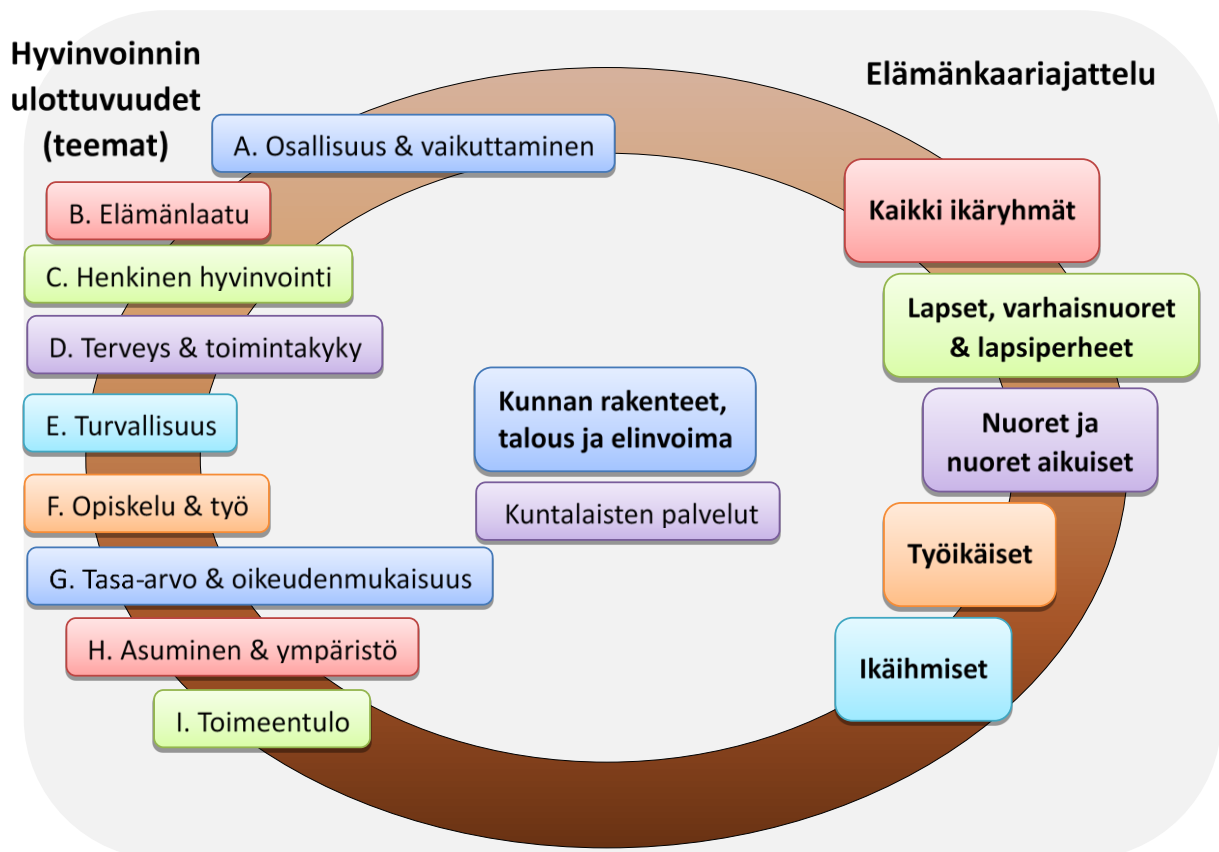 Hyvinvoinnin
ulottuvuudet
(teemat)
A. Osallisuus & vaikuttaminen
B. Elämänlaatu
C. Henkinen hyvinvointi
D. Terveys & toimintakyky
E. Turvallisuus
F. Opiskelu & työ
G. Tasa-arvo & oikeudenmukaisuus
H. Asuminen & ympäristö
I. Toimeentulo
Kunnan rakenteet,
talous ja elinvoima
Kuntalaisten palvelut
Elämänkaariajattelu
Kaikki ikäryhmät
Lapset, varhaisnuoret
& lapsiperheet
Nuoret ja
nuoret aikuiset
Työikäiset
Ikäihmiset